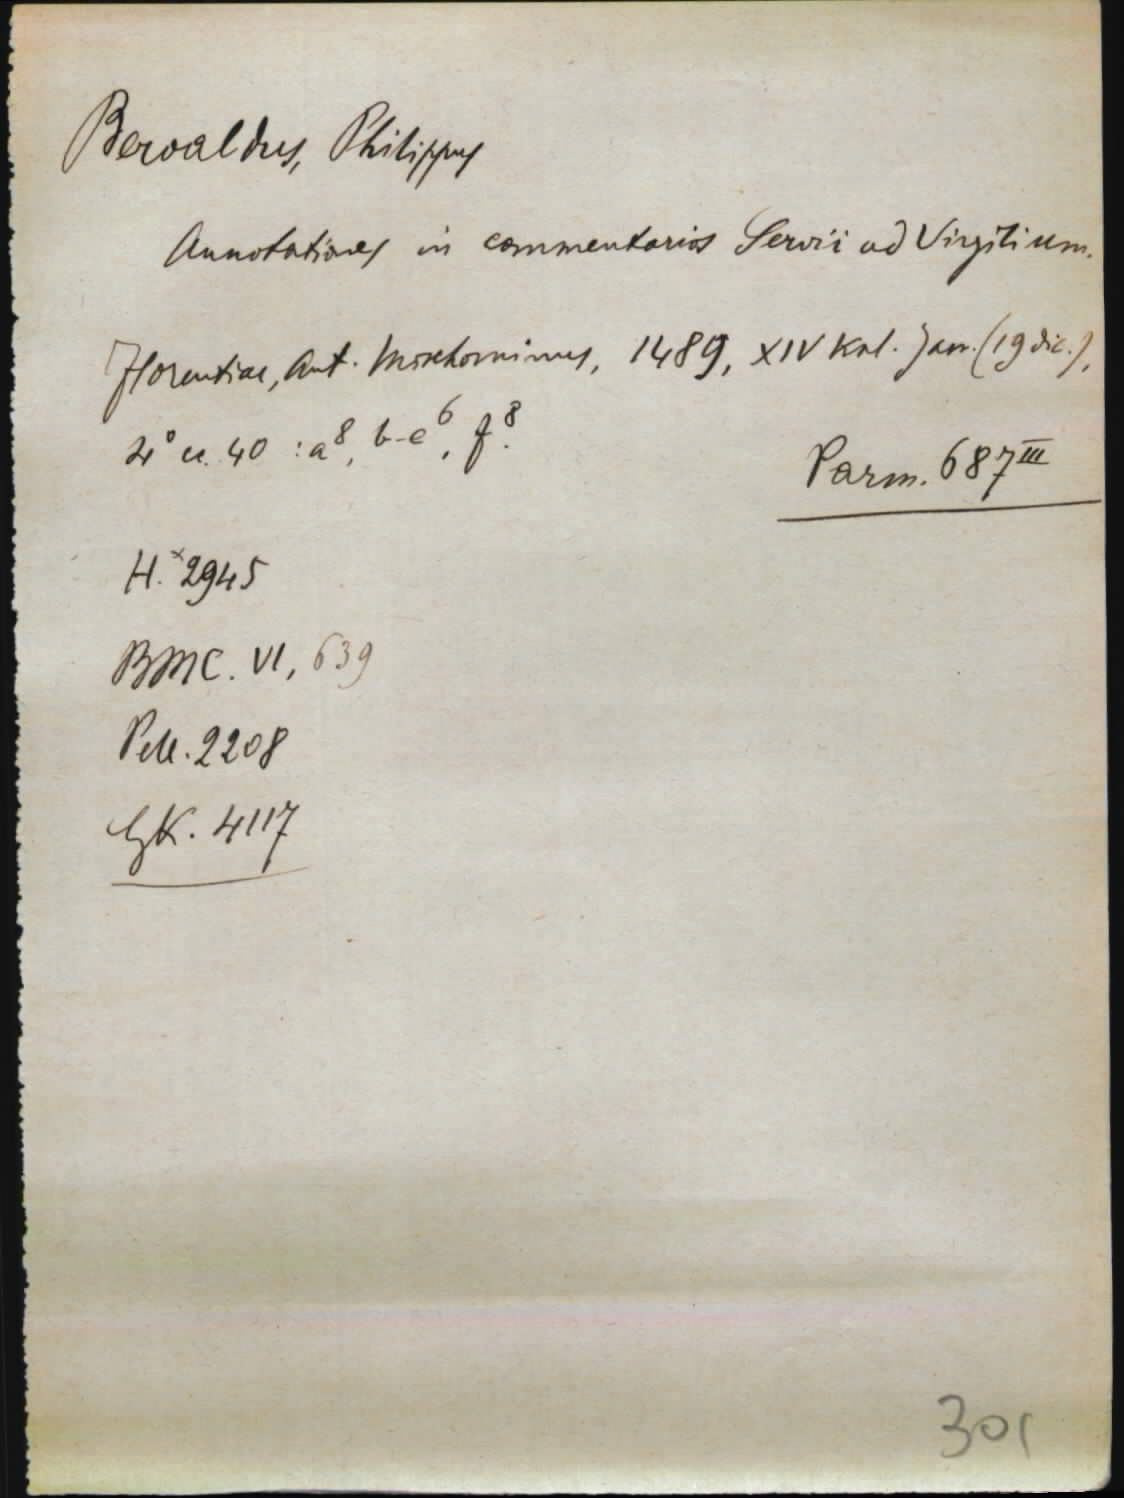 Beroaldus, Philippus
Annotationes in commentarios Servii ad Virgilium.
Florentiae, Ant. Mischominus, 1489, XIV Kal. Jan. (19 dic.),
4° cc. 40 : a⁸, b-e⁶, f⁸.
Parm. 687ᴵᴵᴵ
H.ˣ 2945
BMC. VI, 639
Pell. 2208
GK. 4117
301